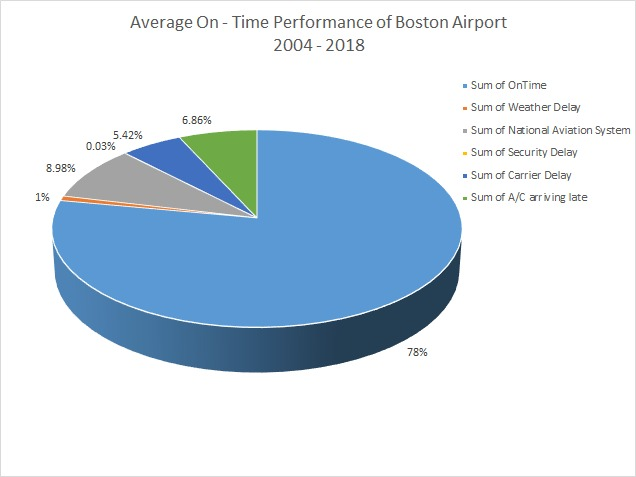 Average On - Time Performance of Boston Airport
2004 - 2018
Sum of OnTime
Sum of Weather Delay
Sum of National Aviation System
Sum of Security Delay
Sum of Carrier Delay
Sum of A/C arriving late
6.86%
5.42%
0.03%
8.98%
1%
78%